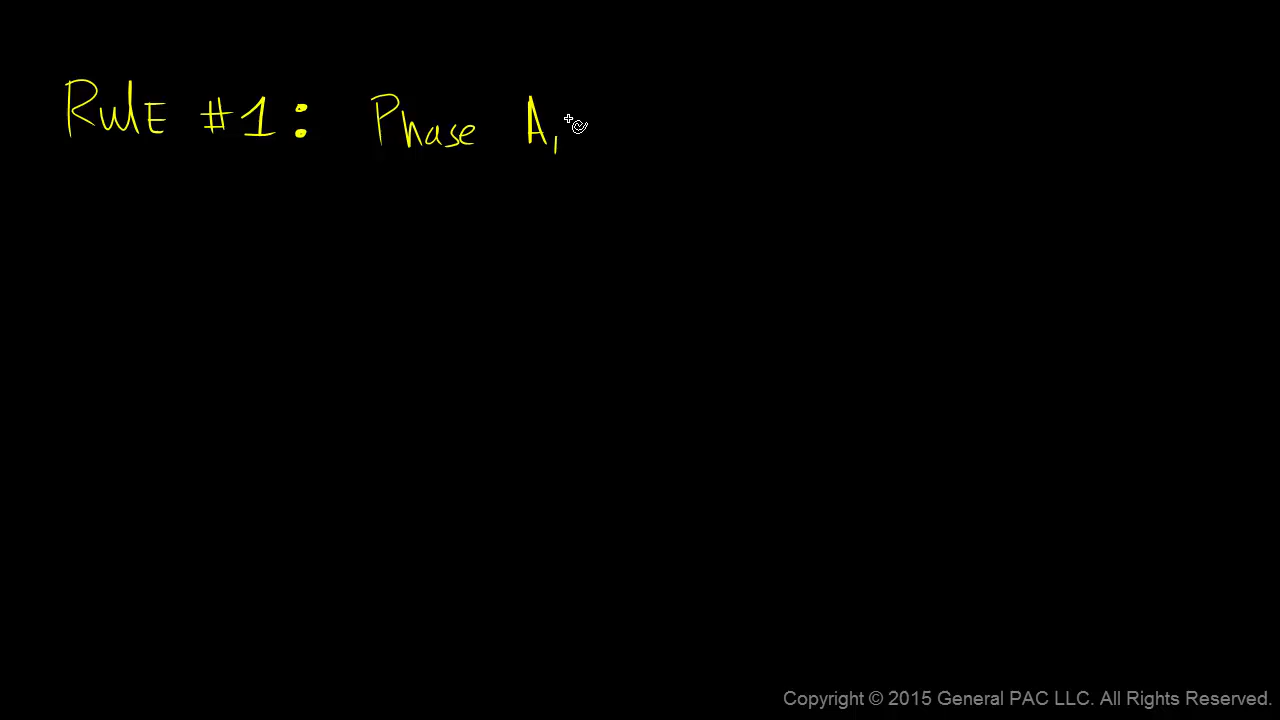 RulE #1: Phase A,
Copyright © 2015 General PAC LLC. All Rights Reserved.